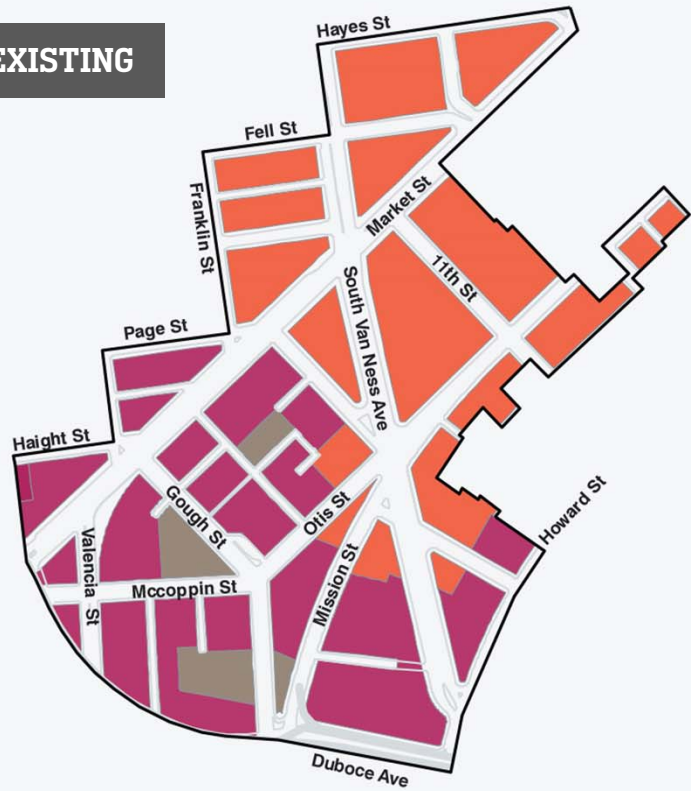 EXISTING
Hayes St
Fell St
Franklin St
Market St
11th St
South Van Ness Ave
Page St
Haight St
Gough St
Otis St
Valencia St
Mccoppin St
Mission St
Howard St
Duboce Ave